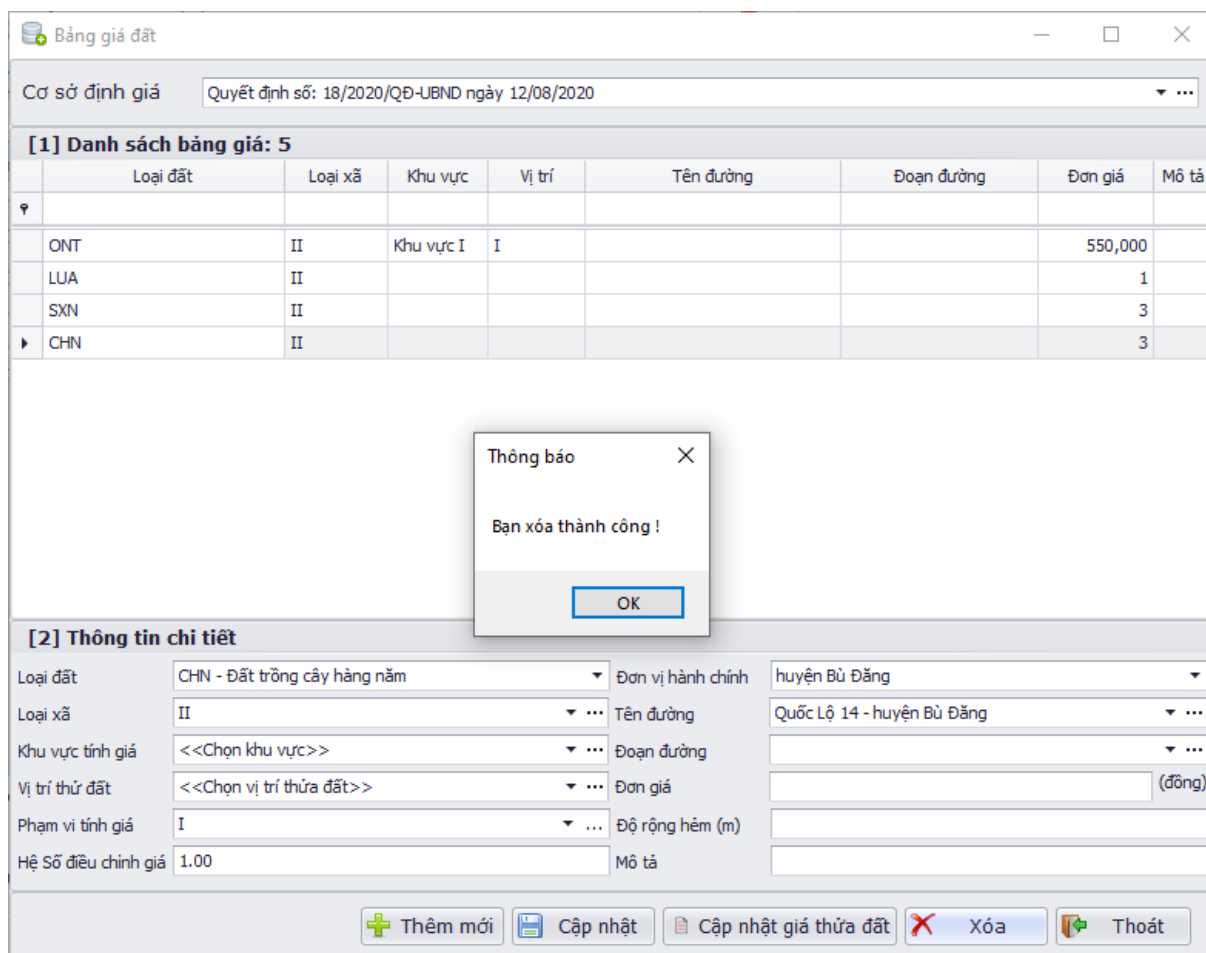 Bảng giá đất
Cơ sở định giá Quyết định số: 18/2020/QĐ-UBND ngày 12/08/2020
[1] Danh sách bảng giá: 5
Loại đất Loại xã Khu vực Vị trí Tên đường Đoạn đường Đơn giá Mô tả
ONT II Khu vực I I 550,000
LUA II 1
SXN II 3
CHN II 3
Thông báo
Bạn xóa thành công !
OK
[2] Thông tin chi tiết
Loại đất CHN - Đất trồng cây hàng năm Đơn vị hành chính huyện Bù Đăng
Loại xã II ... Tên đường Quốc Lộ 14 - huyện Bù Đăng ...
Khu vực tính giá <<Chọn khu vực>> ... Đoạn đường ...
Vị trí thử đất <<Chọn vị trí thửa đất>> ... Đơn giá (đồng)
Phạm vi tính giá I ... Độ rộng hẻm (m)
Hệ Số điều chỉnh giá 1.00 Mô tả
Thêm mới Cập nhật Cập nhật giá thửa đất Xóa Thoát